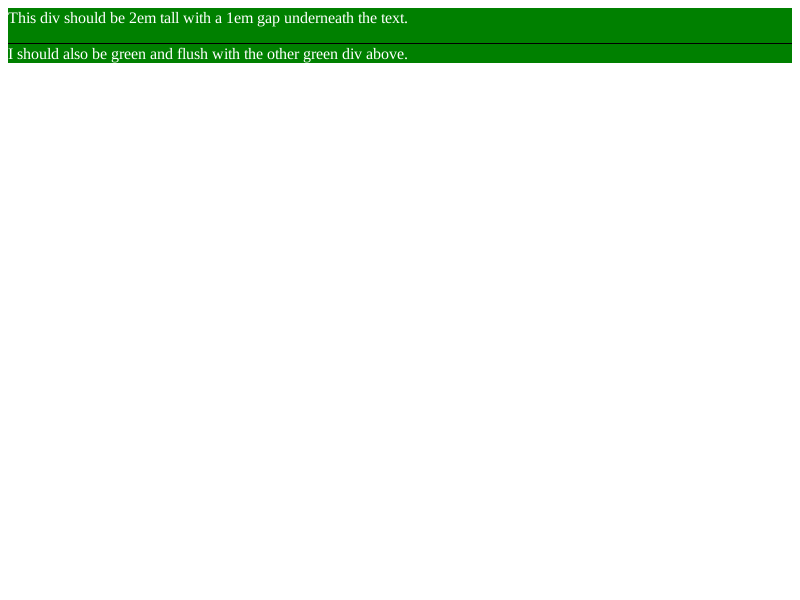 This div should be 2em tall with a 1em gap underneath the text.
I should also be green and flush with the other green div above.